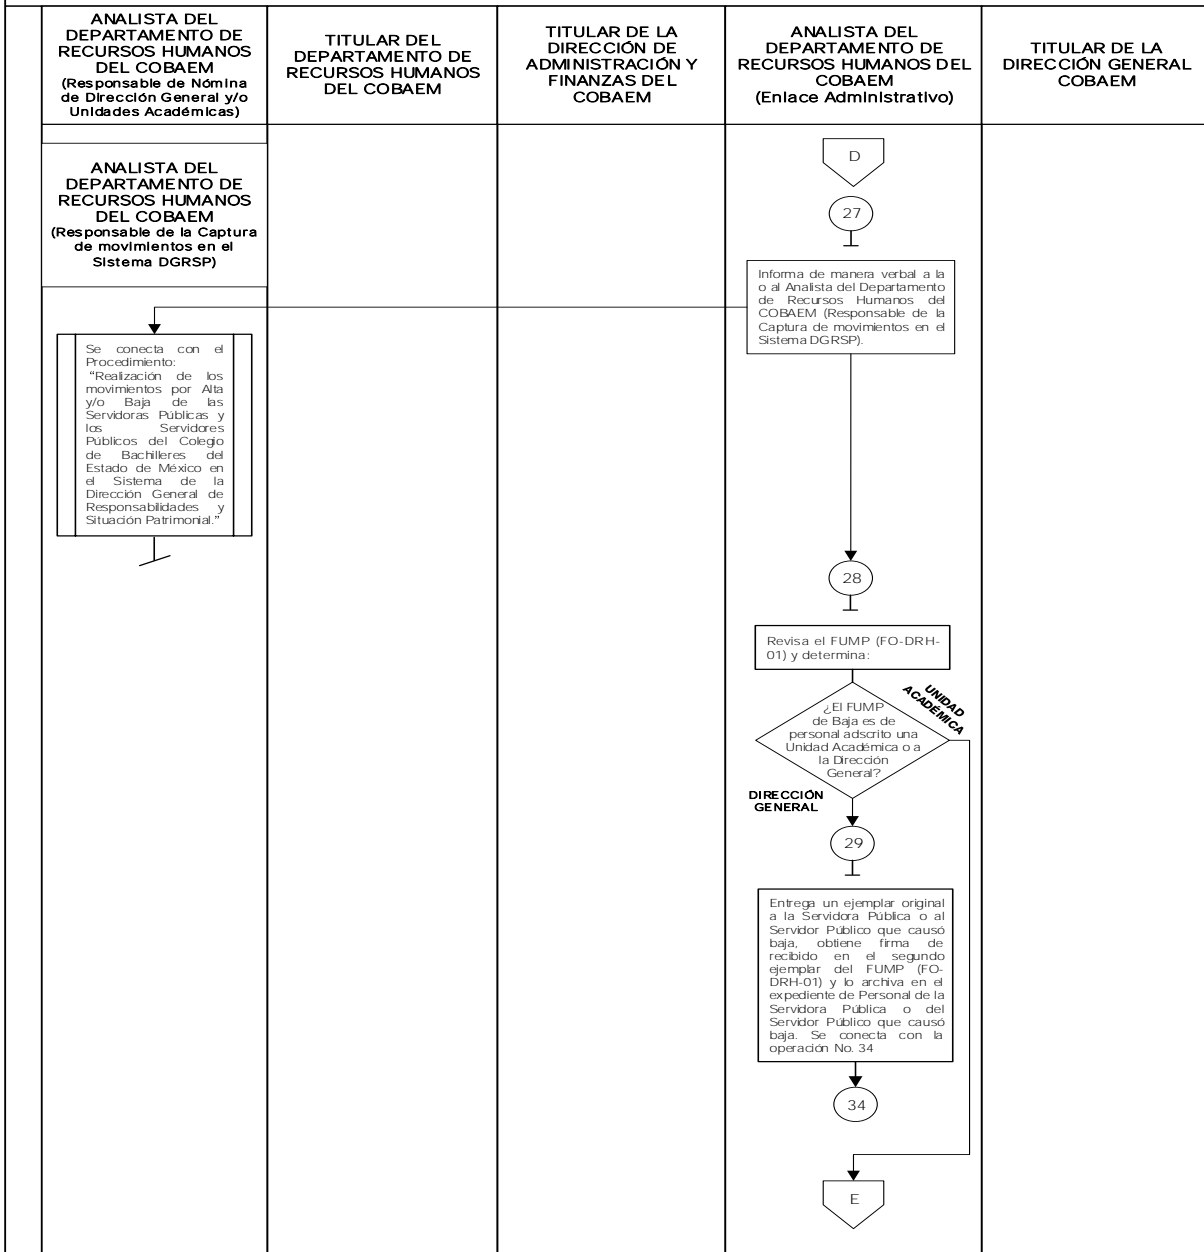 ANALISTA DEL
DEPARTAMENTO DE
RECURSOS HUMANOS
DEL COBAEM
(Responsable de Nómina
de Dirección General y/o
Unidades Académicas)
TITULAR DEL
DEPARTAMENTO DE
RECURSOS HUMANOS
DEL COBAEM
TITULAR DE LA
DIRECCIÓN DE
ADMINISTRACIÓN Y
FINANZAS DEL
COBAEM
ANALISTA DEL
DEPARTAMENTO DE
RECURSOS HUMANOS DEL
COBAEM
(Enlace Administrativo)
TITULAR DE LA
DIRECCIÓN GENERAL
COBAEM
ANALISTA DEL
DEPARTAMENTO DE
RECURSOS HUMANOS
DEL COBAEM
(Responsable de la Captura
de movimientos en el
Sistema DGRSP)
D
27
Informa de manera verbal a la
o al Analista del Departamento
de Recursos Humanos del
COBAEM (Responsable de la
Captura de movimientos en el
Sistema DGRSP).
Se conecta con el
Procedimiento:
“Realización de los
movimientos por Alta
y/o Baja de las
Servidoras Públicas y
los Servidores
Públicos del Colegio
de Bachilleres del
Estado de México en
el Sistema de la
Dirección General de
Responsabilidades y
Situación Patrimonial.”
28
Revisa el FUMP (FO-DRH-
01) y determina:
¿El FUMP
de Baja es de
personal adscrito una
Unidad Académica o a
la Dirección
General?
UNIDAD
ACADÉMICA
DIRECCIÓN
GENERAL
29
Entrega un ejemplar original
a la Servidora Pública o al
Servidor Público que causó
baja, obtiene firma de
recibido en el segundo
ejemplar del FUMP (FO-
DRH-01) y lo archiva en el
expediente de Personal de la
Servidora Pública o del
Servidor Público que causó
baja. Se conecta con la
operación No. 34
34
E